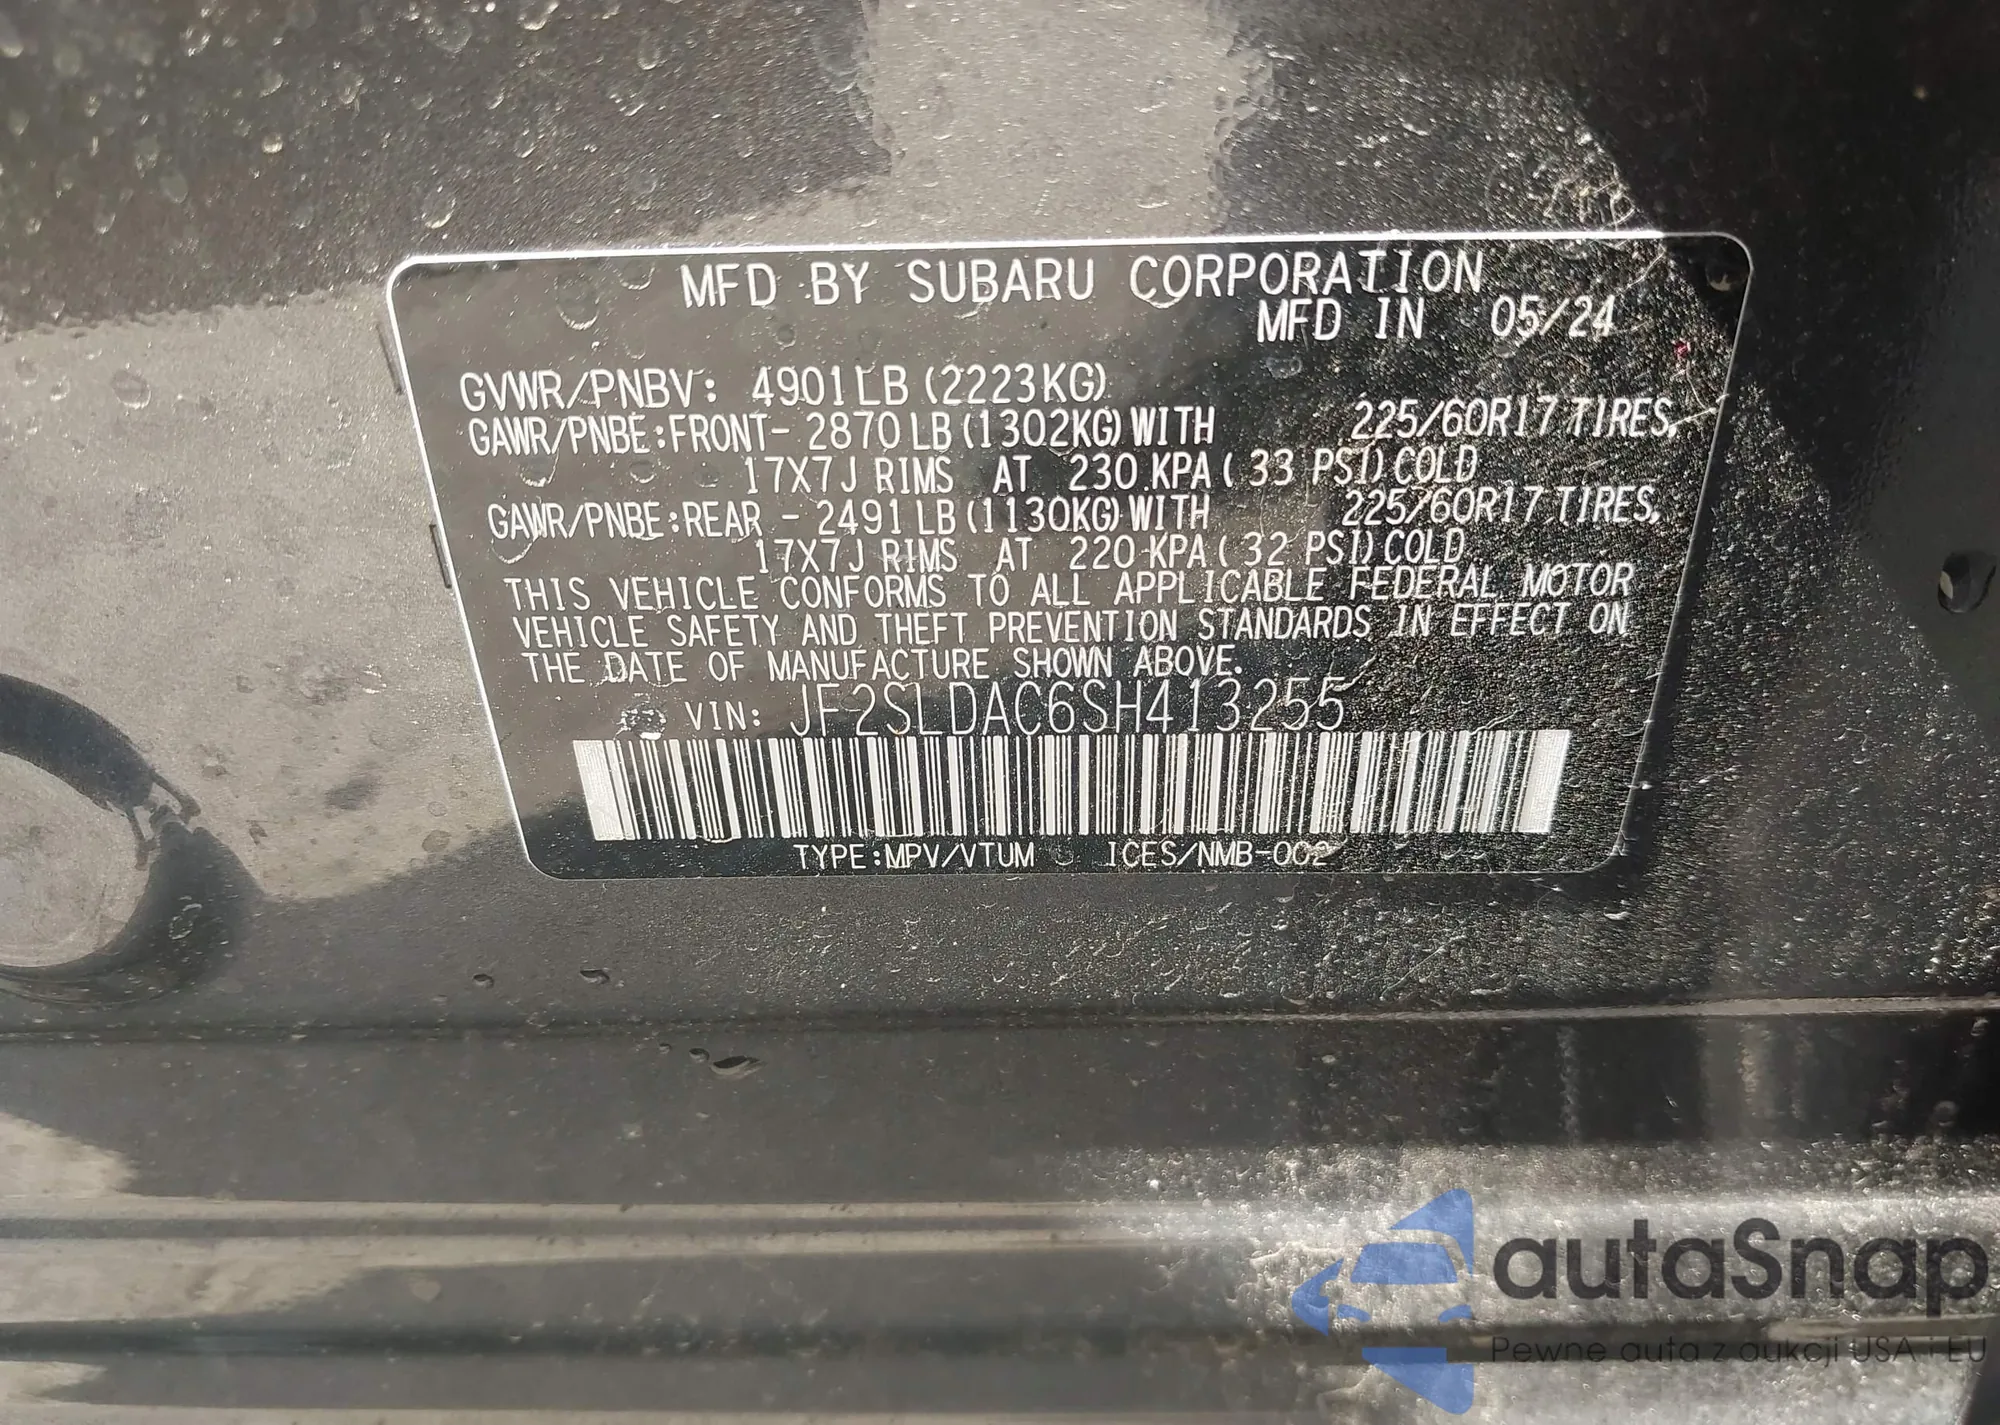 MFD BY SUBARU CORPORATION
MFD IN 05/24
GVWR/PNBV: 4901LB (2223KG)
GAWR/PNBE:FRONT- 2870LB(1302KG)WITH 225/60R17 TIRES,
17X7J RIMS AT 230 KPA( 33 PSI)COLD
GAWR/PNBE:REAR - 2491LB(1130KG)WITH 225/60R17 TIRES,
17X7J RIMS AT 220 KPA( 32 PSI)COLD
THIS VEHICLE CONFORMS TO ALL APPLICABLE FEDERAL MOTOR
VEHICLE SAFETY AND THEFT PREVENTION STANDARDS IN EFFECT ON
THE DATE OF MANUFACTURE SHOWN ABOVE.
VIN: JF2SLDAC6SH413255
TYPE:MPV/VTUM ICES/NMB-002
autaSnap
Pewne auta z aukcji USA i EU